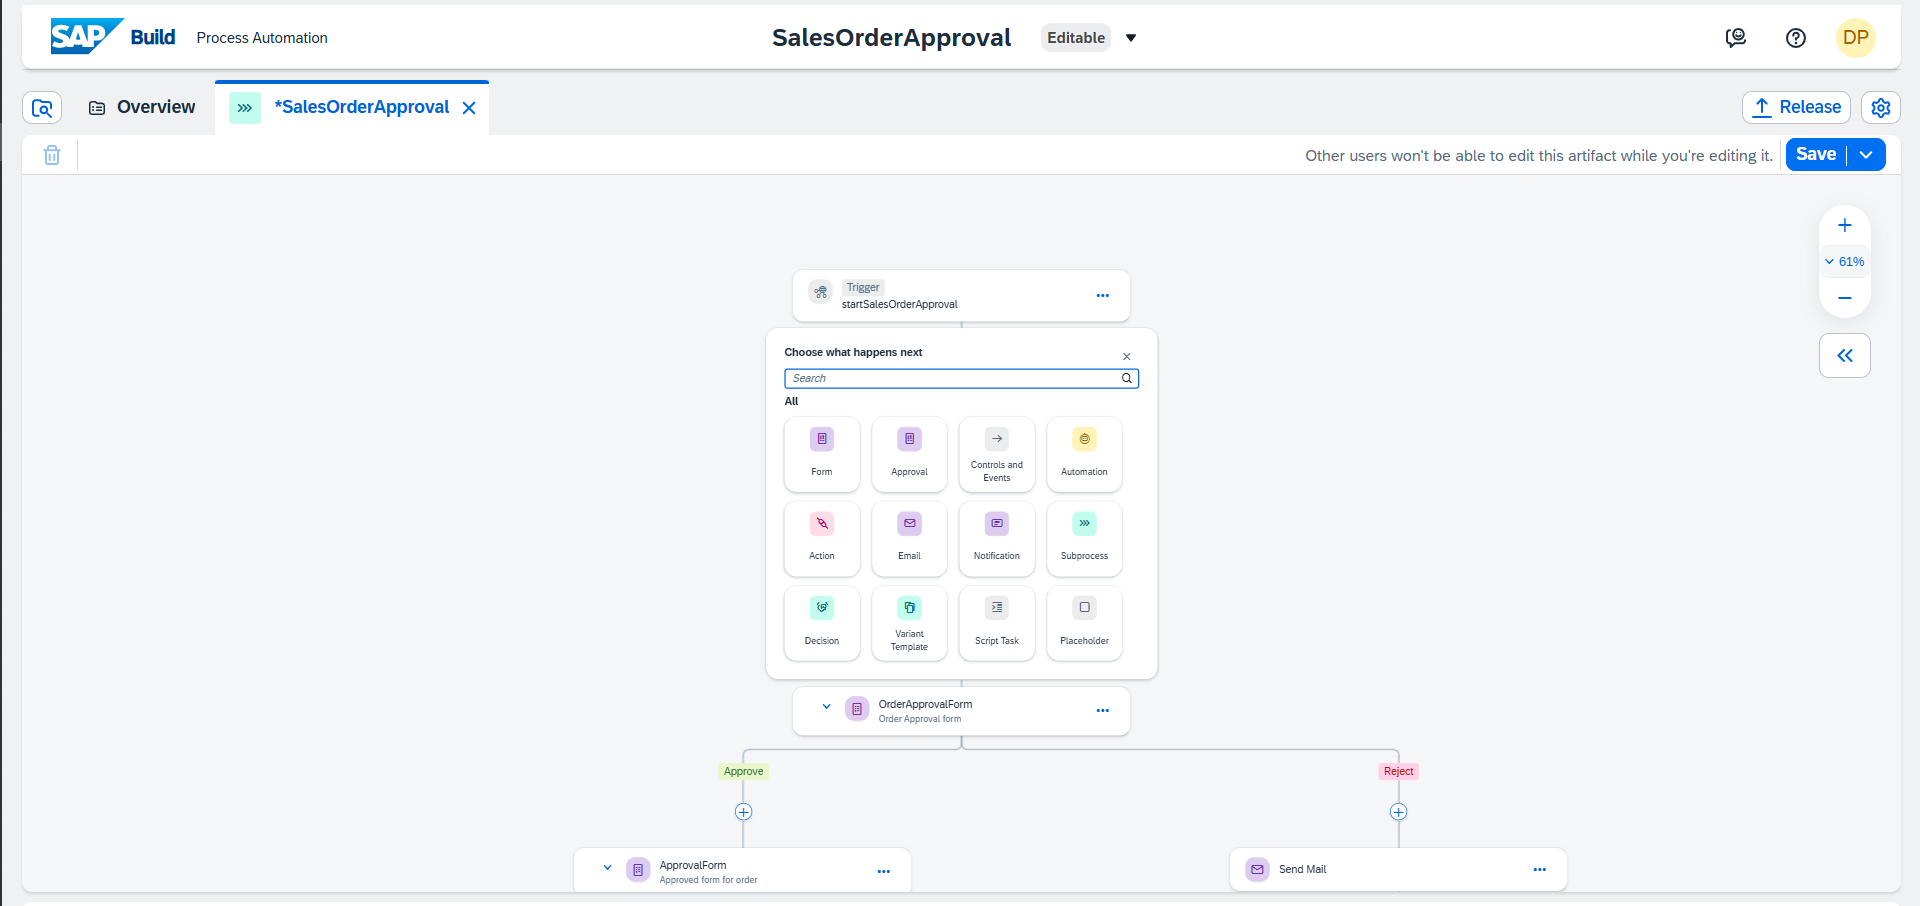 SAP Build Process Automation
SalesOrderApproval Editable
DP
Overview
*SalesOrderApproval
Release
Other users won't be able to edit this artifact while you're editing it.
Save
61%
Trigger
startSalesOrderApproval
Choose what happens next
Search
All
Form
Approval
Controls and
Events
Automation
Action
Email
Notification
Subprocess
Decision
Variant
Template
Script Task
Placeholder
OrderApprovalForm
Order Approval form
Approve
Reject
ApprovalForm
Approved form for order
Send Mail